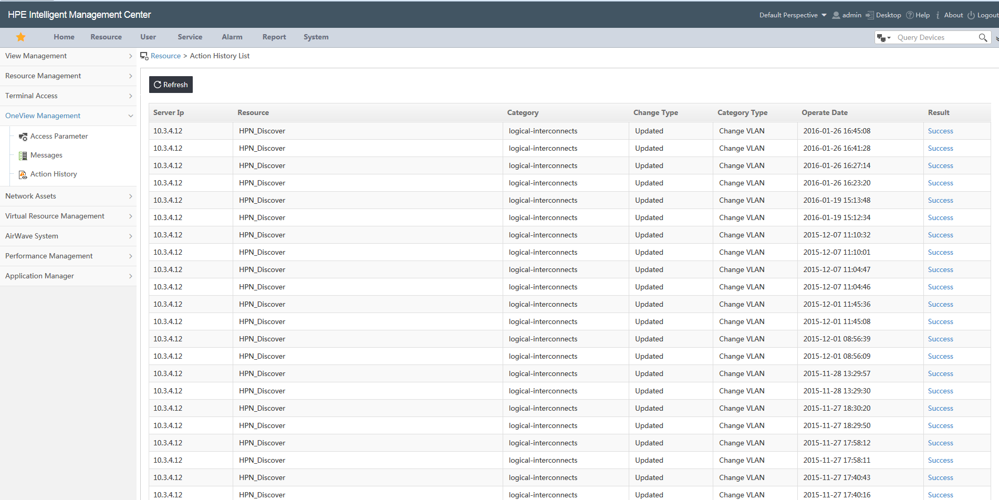 HPE Intelligent Management Center
Default Perspective admin Desktop Help About Logout
Home Resource User Service Alarm Report System
Query Devices
View Management
Resource Management
Terminal Access
OneView Management
Access Parameter
Messages
Action History
Network Assets
Virtual Resource Management
AirWave System
Performance Management
Application Manager
Resource > Action History List
Refresh
Server Ip Resource Category Change Type Category Type Operate Date Result
10.3.4.12 HPN_Discover logical-interconnects Updated Change VLAN 2016-01-26 16:45:08 Success
10.3.4.12 HPN_Discover logical-interconnects Updated Change VLAN 2016-01-26 16:41:28 Success
10.3.4.12 HPN_Discover logical-interconnects Updated Change VLAN 2016-01-26 16:27:14 Success
10.3.4.12 HPN_Discover logical-interconnects Updated Change VLAN 2016-01-26 16:23:20 Success
10.3.4.12 HPN_Discover logical-interconnects Updated Change VLAN 2016-01-19 15:13:48 Success
10.3.4.12 HPN_Discover logical-interconnects Updated Change VLAN 2016-01-19 15:12:34 Success
10.3.4.12 HPN_Discover logical-interconnects Updated Change VLAN 2015-12-07 11:10:32 Success
10.3.4.12 HPN_Discover logical-interconnects Updated Change VLAN 2015-12-07 11:10:01 Success
10.3.4.12 HPN_Discover logical-interconnects Updated Change VLAN 2015-12-07 11:04:47 Success
10.3.4.12 HPN_Discover logical-interconnects Updated Change VLAN 2015-12-07 11:04:46 Success
10.3.4.12 HPN_Discover logical-interconnects Updated Change VLAN 2015-12-01 11:45:36 Success
10.3.4.12 HPN_Discover logical-interconnects Updated Change VLAN 2015-12-01 11:45:08 Success
10.3.4.12 HPN_Discover logical-interconnects Updated Change VLAN 2015-12-01 08:56:39 Success
10.3.4.12 HPN_Discover logical-interconnects Updated Change VLAN 2015-12-01 08:56:09 Success
10.3.4.12 HPN_Discover logical-interconnects Updated Change VLAN 2015-11-28 13:29:57 Success
10.3.4.12 HPN_Discover logical-interconnects Updated Change VLAN 2015-11-28 13:29:30 Success
10.3.4.12 HPN_Discover logical-interconnects Updated Change VLAN 2015-11-27 18:30:20 Success
10.3.4.12 HPN_Discover logical-interconnects Updated Change VLAN 2015-11-27 18:29:50 Success
10.3.4.12 HPN_Discover logical-interconnects Updated Change VLAN 2015-11-27 17:58:12 Success
10.3.4.12 HPN_Discover logical-interconnects Updated Change VLAN 2015-11-27 17:58:11 Success
10.3.4.12 HPN_Discover logical-interconnects Updated Change VLAN 2015-11-27 17:40:43 Success
10.3.4.12 HPN_Discover logical-interconnects Updated Change VLAN 2015-11-27 17:40:16 Success